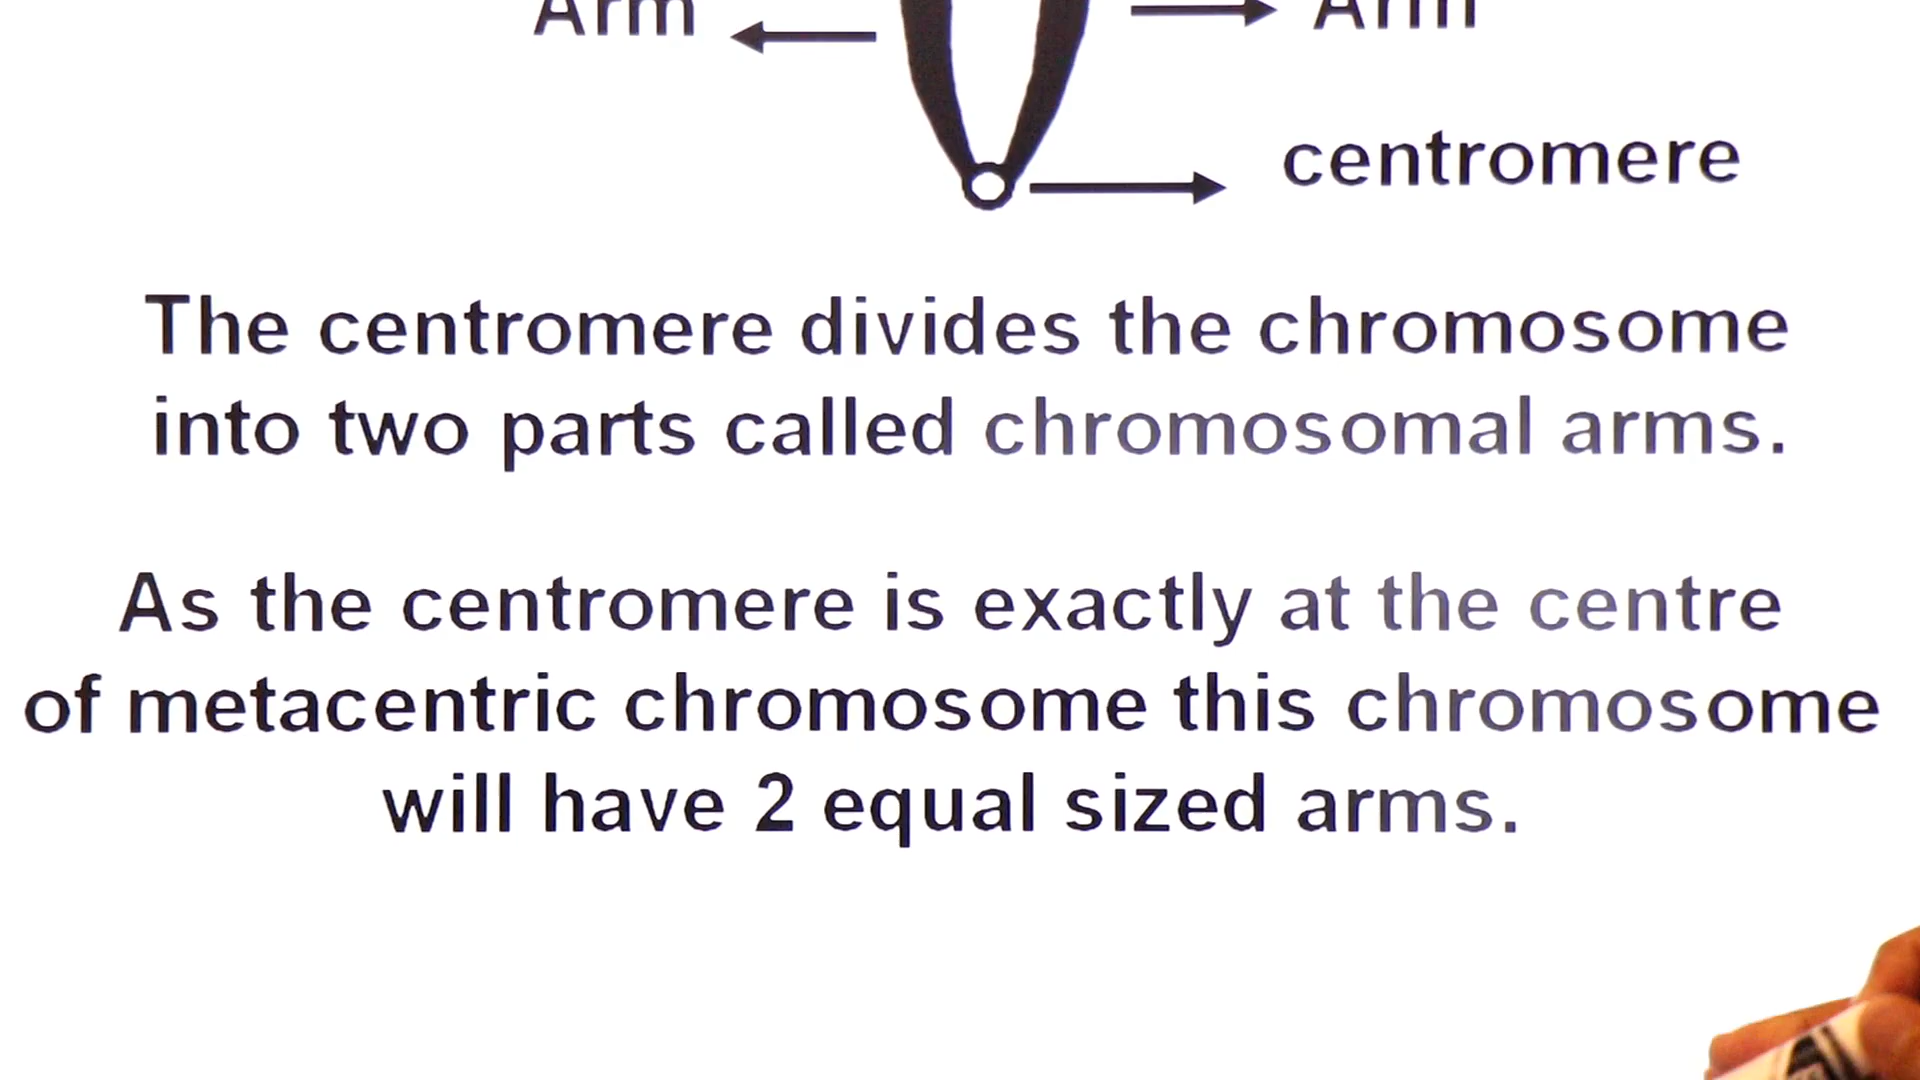 Arm Arm
centromere
The centromere divides the chromosome
into two parts called chromosomal arms.
As the centromere is exactly at the centre
of metacentric chromosome this chromosome
will have 2 equal sized arms.